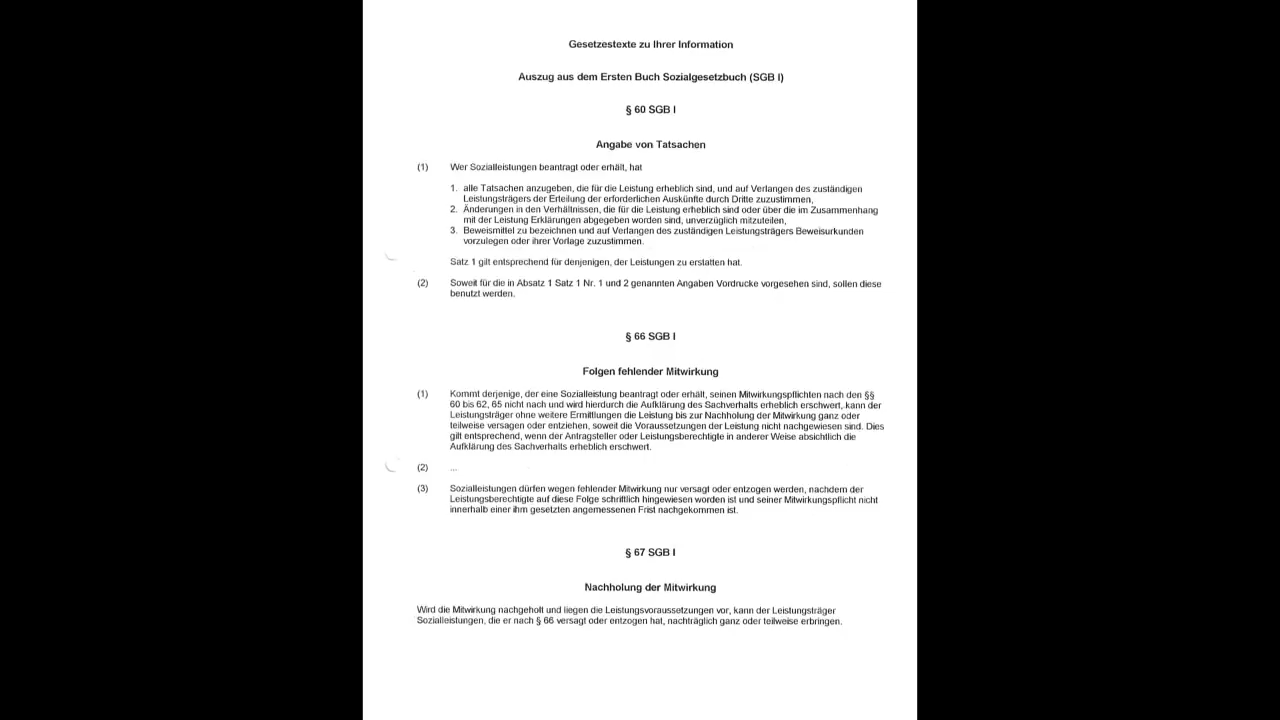 Gesetzestexte zu Ihrer Information
Auszug aus dem Ersten Buch Sozialgesetzbuch (SGB I)
§ 60 SGB I
Angabe von Tatsachen
(1) Wer Sozialleistungen beantragt oder erhält, hat
1. alle Tatsachen anzugeben, die für die Leistung erheblich sind, und auf Verlangen des zuständigen
Leistungsträgers der Erteilung der erforderlichen Auskünfte durch Dritte zuzustimmen,
2. Änderungen in den Verhältnissen, die für die Leistung erheblich sind oder über die im Zusammenhang
mit der Leistung Erklärungen abgegeben worden sind, unverzüglich mitzuteilen,
3. Beweismittel zu bezeichnen und auf Verlangen des zuständigen Leistungsträgers Beweisurkunden
vorzulegen oder ihrer Vorlage zuzustimmen.
Satz 1 gilt entsprechend für denjenigen, der Leistungen zu erstatten hat.
(2) Soweit für die in Absatz 1 Satz 1 Nr. 1 und 2 genannten Angaben Vordrucke vorgesehen sind, sollen diese
benutzt werden.
§ 66 SGB I
Folgen fehlender Mitwirkung
(1) Kommt derjenige, der eine Sozialleistung beantragt oder erhält, seinen Mitwirkungspflichten nach den §§
60 bis 62, 65 nicht nach und wird hierdurch die Aufklärung des Sachverhalts erheblich erschwert, kann der
Leistungsträger ohne weitere Ermittlungen die Leistung bis zur Nachholung der Mitwirkung ganz oder
teilweise versagen oder entziehen, soweit die Voraussetzungen der Leistung nicht nachgewiesen sind. Dies
gilt entsprechend, wenn der Antragsteller oder Leistungsberechtigte in anderer Weise absichtlich die
Aufklärung des Sachverhalts erheblich erschwert.
(2) ...
(3) Sozialleistungen dürfen wegen fehlender Mitwirkung nur versagt oder entzogen werden, nachdem der
Leistungsberechtigte auf diese Folge schriftlich hingewiesen worden ist und seiner Mitwirkungspflicht nicht
innerhalb einer ihm gesetzten angemessenen Frist nachgekommen ist.
§ 67 SGB I
Nachholung der Mitwirkung
Wird die Mitwirkung nachgeholt und liegen die Leistungsvoraussetzungen vor, kann der Leistungsträger
Sozialleistungen, die er nach § 66 versagt oder entzogen hat, nachträglich ganz oder teilweise erbringen.